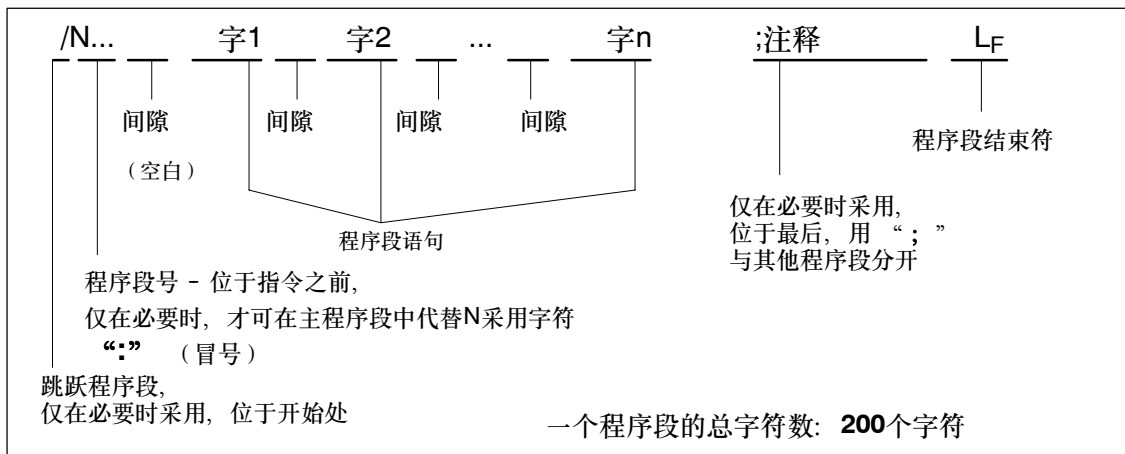 /N... 字1 字2 ... 字n ;注释 LF
间隙 间隙 间隙 间隙
（空白）
程序段结束符
程序段语句
仅在必要时采用,
位于最后, 用 “ ; ”
与其他程序段分开
程序段号 - 位于指令之前,
仅在必要时, 才可在主程序段中代替N采用字符
“:” （冒号）
跳跃程序段,
仅在必要时采用, 位于开始处
一个程序段的总字符数: 200个字符